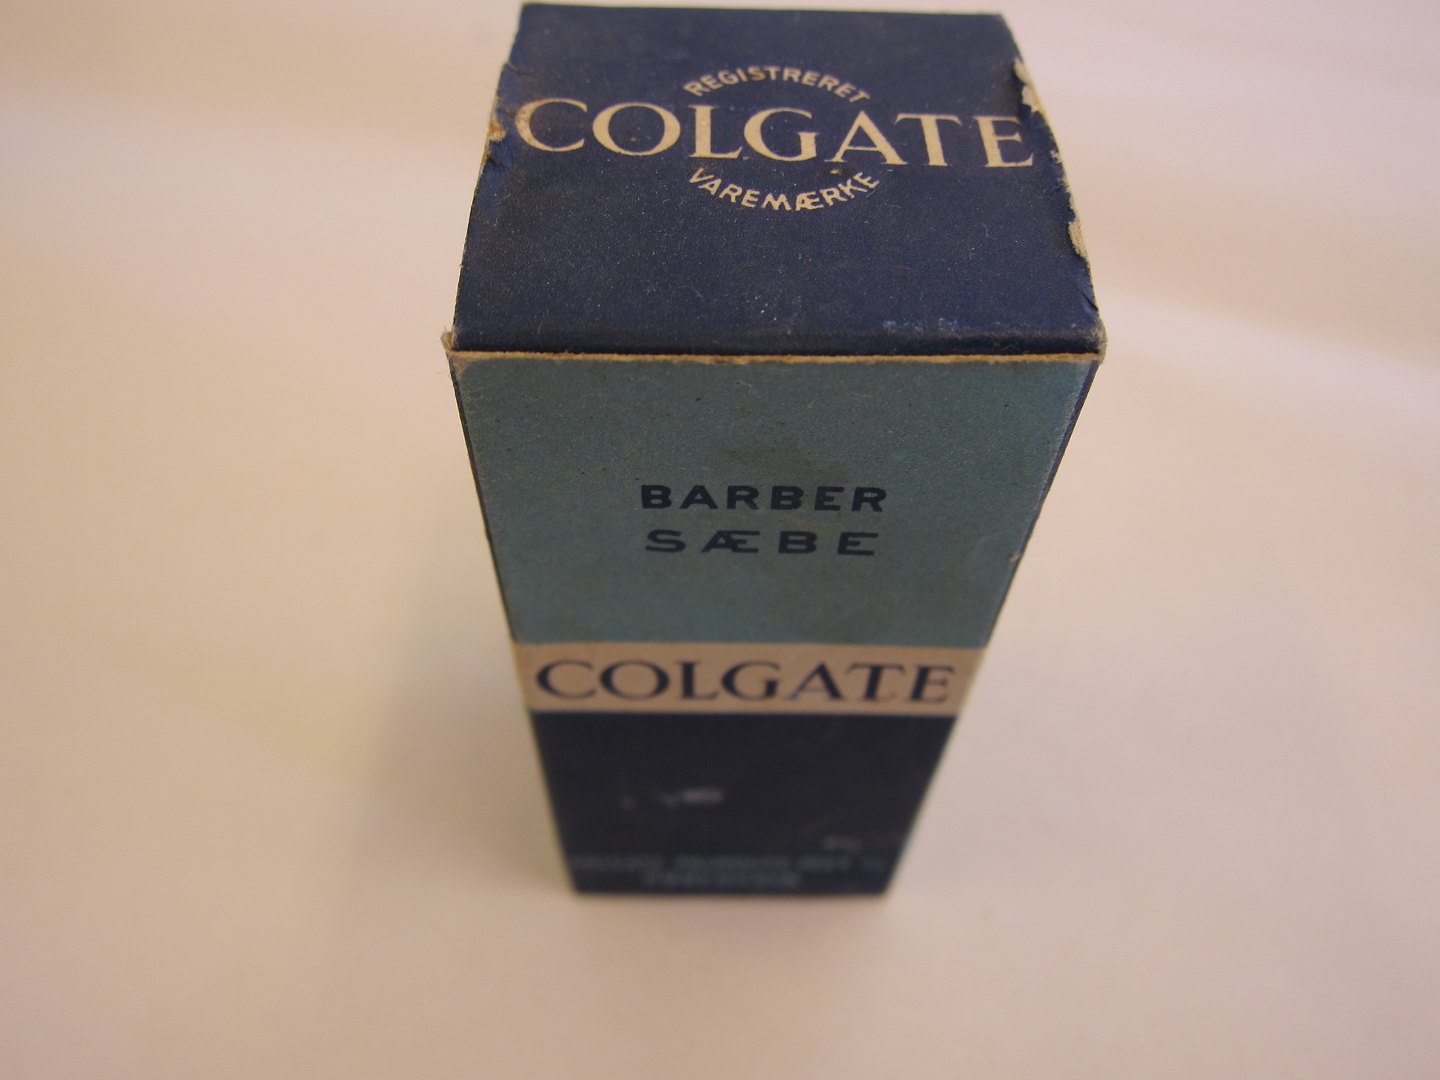 REGISTRERET
COLGATE
VAREMÆRKE
BARBER
SÆBE
COLGATE